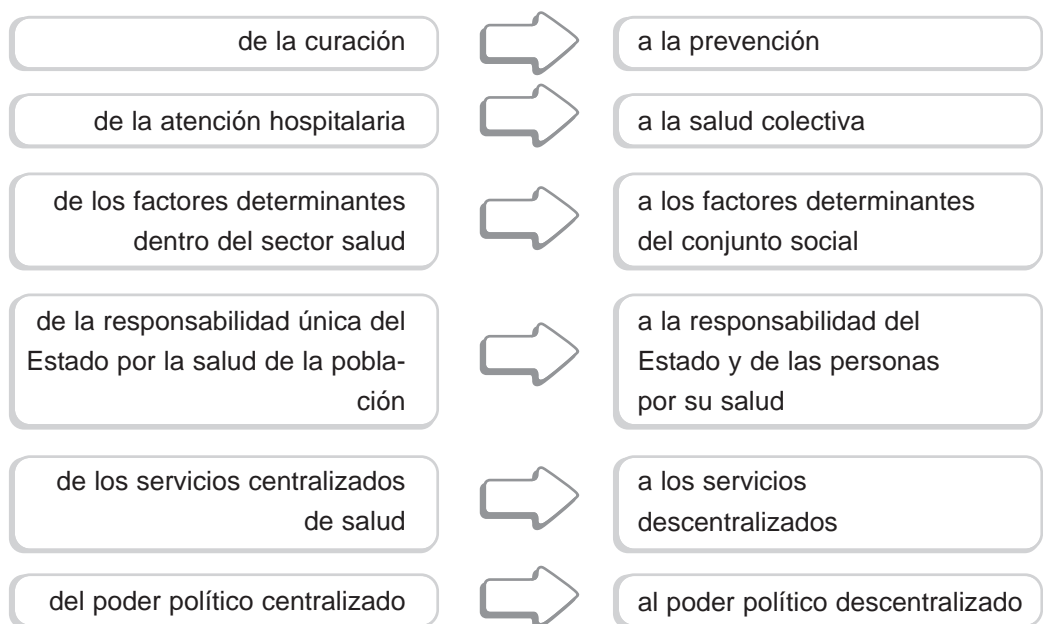 de la curación
a la prevención
de la atención hospitalaria
a la salud colectiva
de los factores determinantes
dentro del sector salud
a los factores determinantes
del conjunto social
de la responsabilidad única del
Estado por la salud de la pobla-
ción
a la responsabilidad del
Estado y de las personas
por su salud
de los servicios centralizados
de salud
a los servicios
descentralizados
del poder político centralizado
al poder político descentralizado